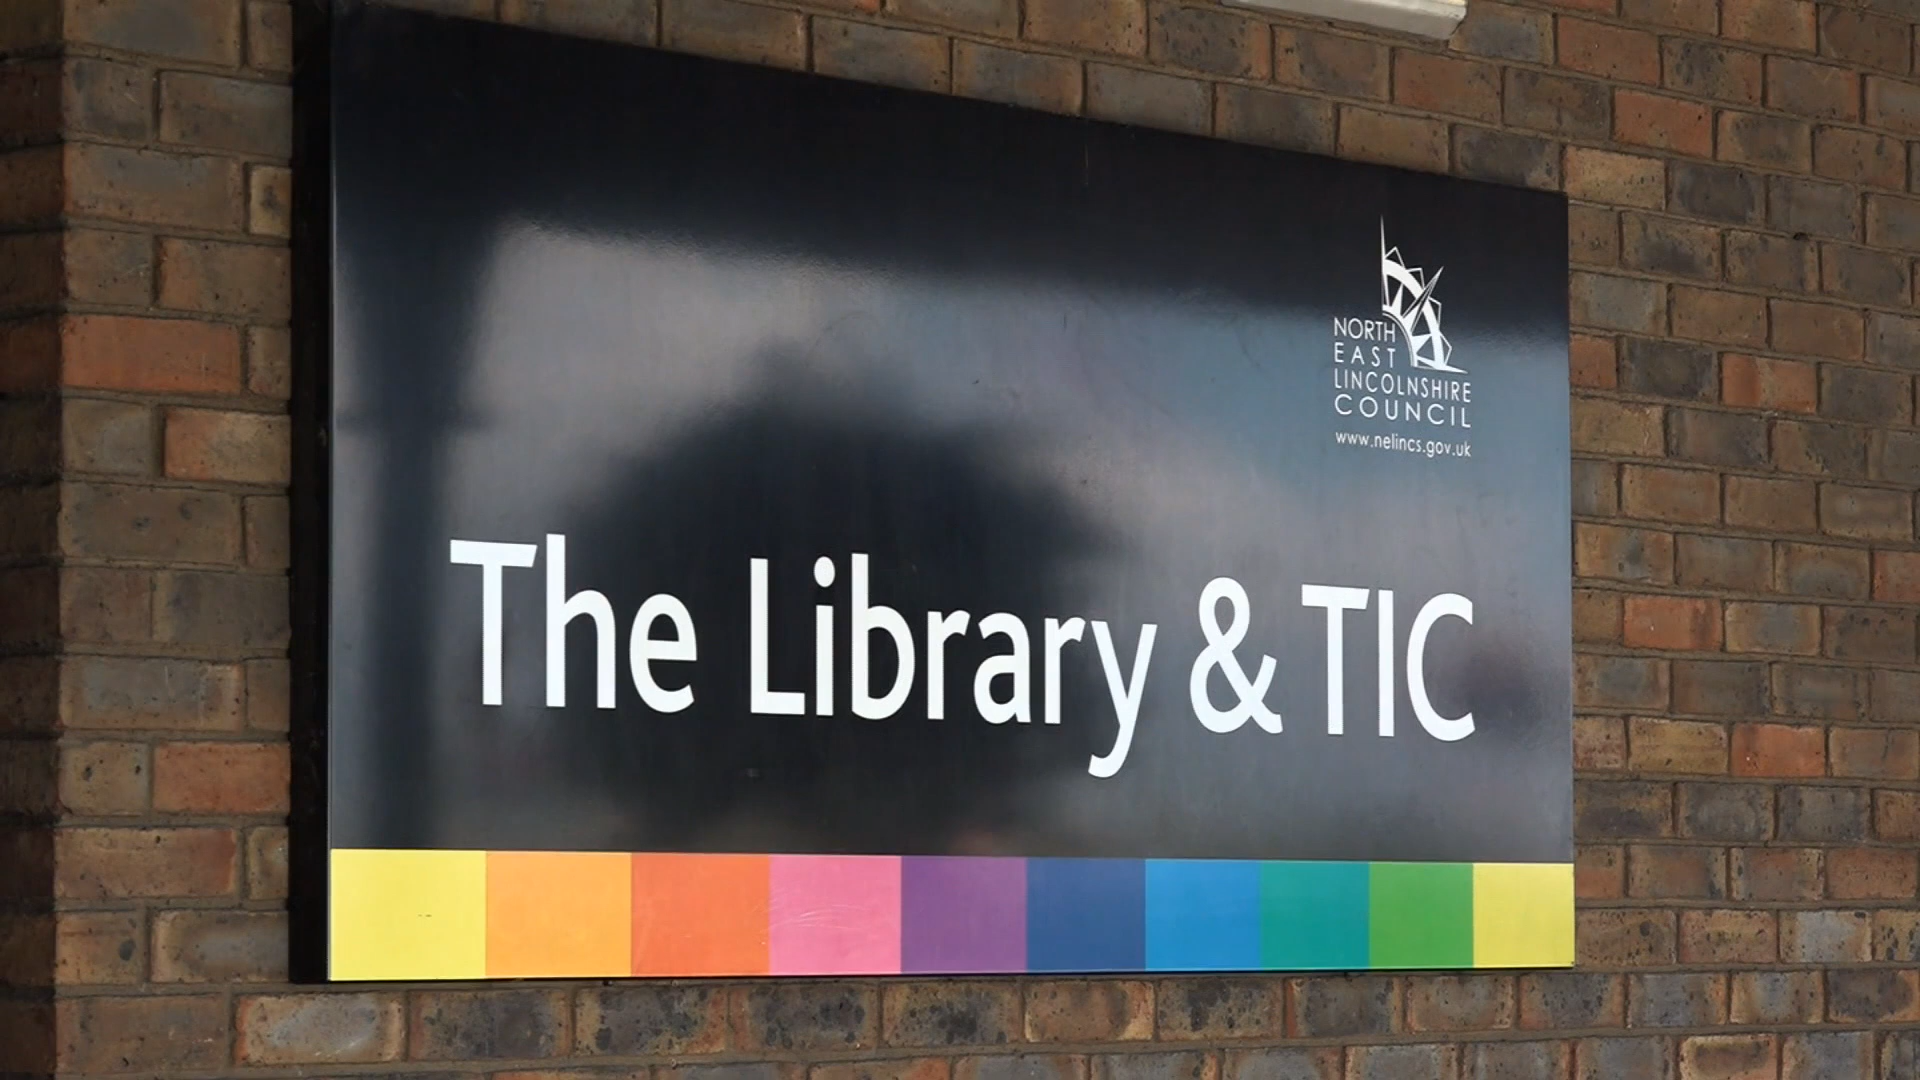 NORTH
EAST
LINCOLNSHIRE
COUNCIL
www.nelincs.gov.uk
The Library & TIC